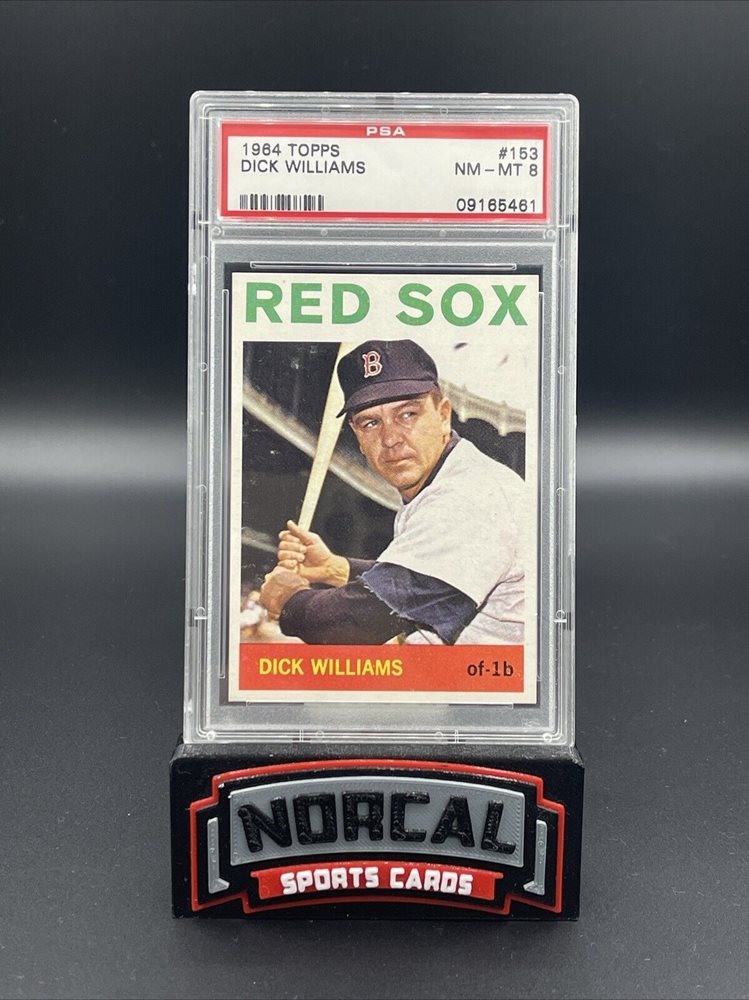 PSA
1964 TOPPS #153
DICK WILLIAMS NM - MT 8
09165461
RED SOX
B
DICK WILLIAMS of-1b
NORCAL
SPORTS CARDS